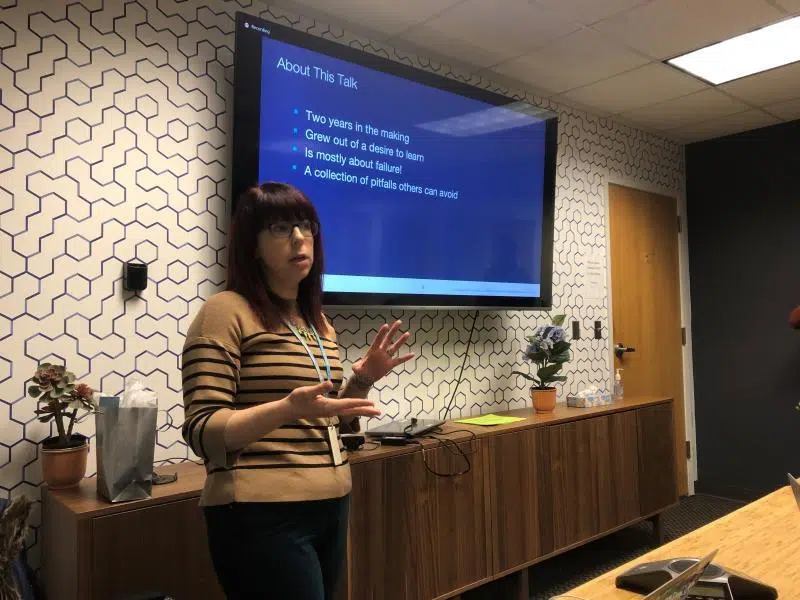 Recording
About This Talk
Two years in the making
Grew out of a desire to learn
Is mostly about failure!
A collection of pitfalls others can avoid